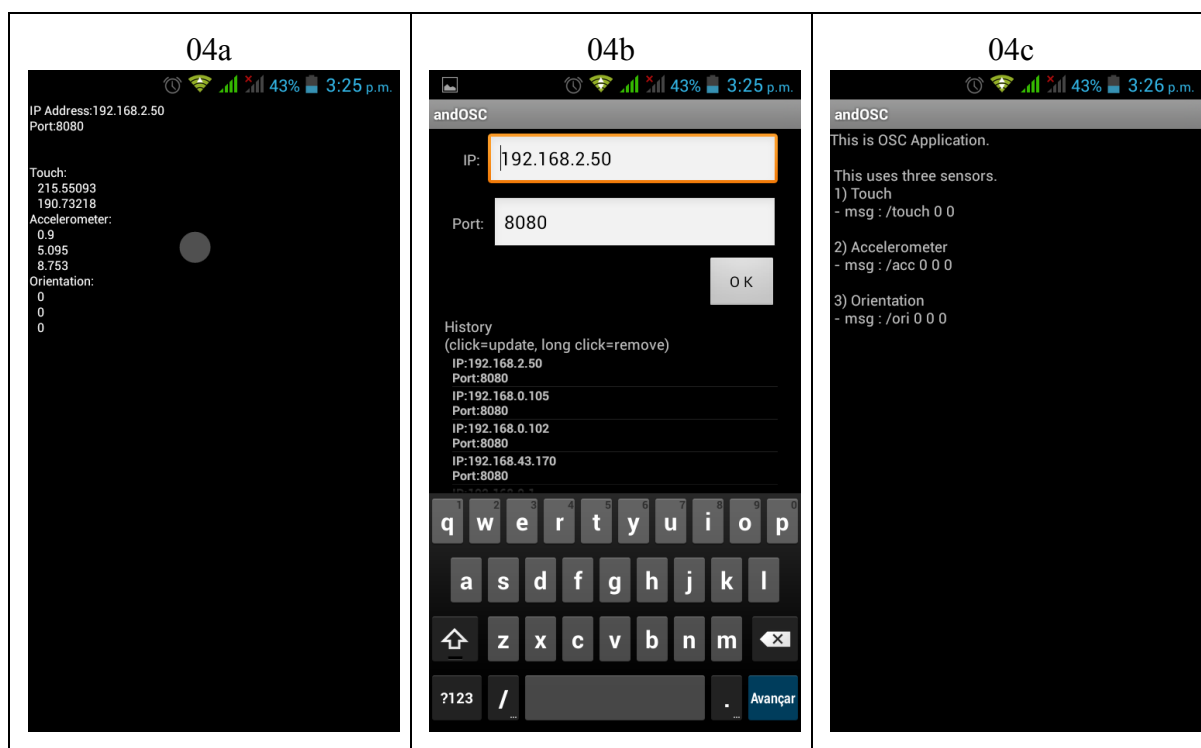 04a
43% 3:25 p.m.
IP Address:192.168.2.50
Port:8080
Touch:
215.55093
190.73218
Accelerometer:
0.9
5.095
8.753
Orientation:
0
0
0
04b
43% 3:25 p.m.
andOSC
IP: 192.168.2.50
Port: 8080
O K
History
(click=update, long click=remove)
IP:192.168.2.50
Port:8080
IP:192.168.0.105
Port:8080
IP:192.168.0.102
Port:8080
IP:192.168.43.170
Port:8080
1 2 3 4 5 6 7 8 9 0
q w e r t y u i o p
a s d f g h j k l
z x c v b n m
?123 / . Avançar
... ...
04c
43% 3:26 p.m.
andOSC
This is OSC Application.
This uses three sensors.
1) Touch
- msg : /touch 0 0
2) Accelerometer
- msg : /acc 0 0 0
3) Orientation
- msg : /ori 0 0 0